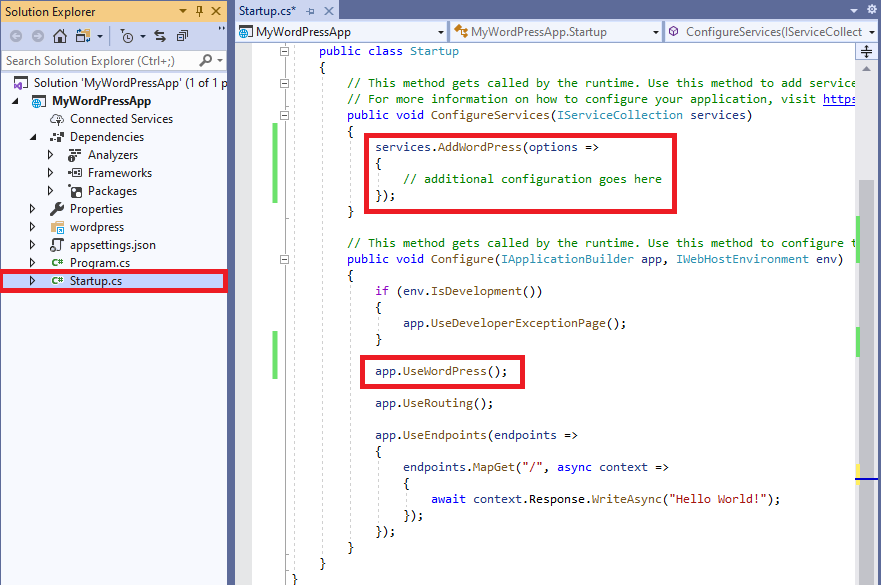 Solution Explorer
Search Solution Explorer (Ctrl+;)
Solution 'MyWordPressApp' (1 of 1 p
MyWordPressApp
Connected Services
Dependencies
Analyzers
Frameworks
Packages
Properties
wordpress
appsettings.json
C# Program.cs
C# Startup.cs
Startup.cs*
MyWordPressApp
MyWordPressApp.Startup
ConfigureServices(IServiceCollect
public class Startup
{
// This method gets called by the runtime. Use this method to add service
// For more information on how to configure your application, visit https
public void ConfigureServices(IServiceCollection services)
{
services.AddWordPress(options =>
{
// additional configuration goes here
});
}
// This method gets called by the runtime. Use this method to configure t
public void Configure(IApplicationBuilder app, IWebHostEnvironment env)
{
if (env.IsDevelopment())
{
app.UseDeveloperExceptionPage();
}
app.UseWordPress();
app.UseRouting();
app.UseEndpoints(endpoints =>
{
endpoints.MapGet("/", async context =>
{
await context.Response.WriteAsync("Hello World!");
});
});
}
}
}